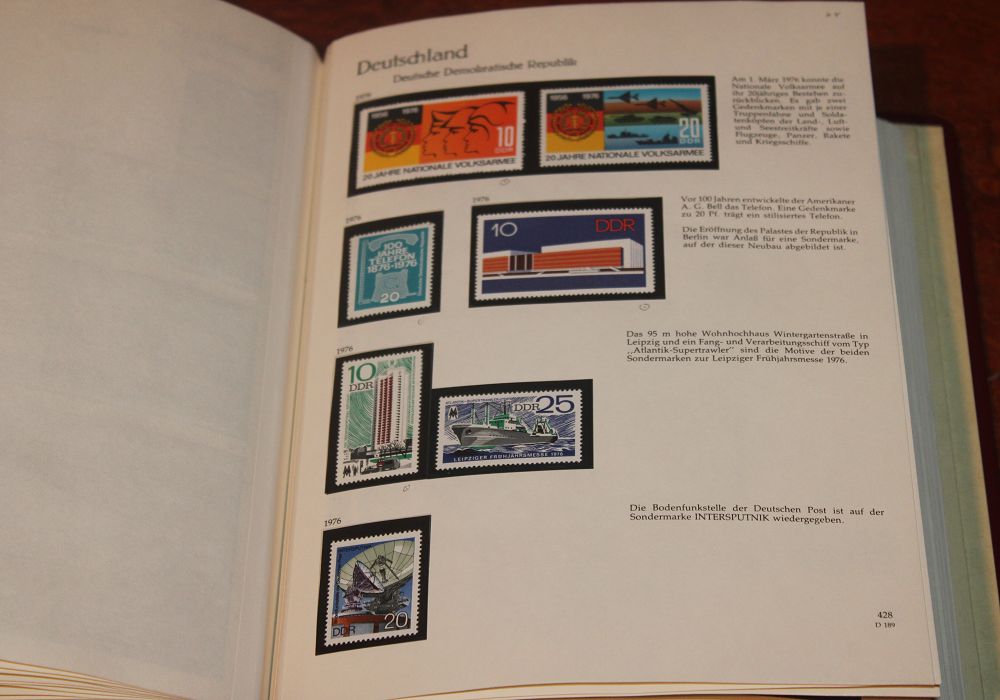 Deutschland
Deutsche Demokratische Republik
1976
1956 1976
10
DDR
20 JAHRE NATIONALE VOLKSARMEE
1956 1976
20
DDR
20 JAHRE NATIONALE VOLKSARMEE
Am 1. März 1976 konnte die
Nationale Volksarmee auf
ihr 20jähriges Bestehen zu-
rückblicken. Es gab zwei
Gedenkmarken mit je einer
Truppenfahne und Solda-
tenköpfen der Land-, Luft-
und Seestreitkräfte sowie
Flugzeuge, Panzer, Rakete
und Kriegsschiffe.
1976
100
JAHRE
TELEFON
1876-1976
20
Deutsche Demokratische Republik
1976
10
DDR
Vor 100 Jahren entwickelte der Amerikaner
A. G. Bell das Telefon. Eine Gedenkmarke
zu 20 Pf. trägt ein stilisiertes Telefon.
Die Eröffnung des Palastes der Republik in
Berlin war Anlaß für eine Sondermarke,
auf der dieser Neubau abgebildet ist.
1976
10
DDR
ATLANTIK-SUPERTRAWLER
DDR 25
LEIPZIGER FRÜHJAHRSMESSE 1976
Das 95 m hohe Wohnhochhaus Wintergartenstraße in
Leipzig und ein Fang- und Verarbeitungsschiff vom Typ
„Atlantik-Supertrawler" sind die Motive der beiden
Sondermarken zur Leipziger Frühjahrsmesse 1976.
1976
INTERSPUTNIK
20
DDR
Die Bodenfunkstelle der Deutschen Post ist auf der
Sondermarke INTERSPUTNIK wiedergegeben.
428
D 189